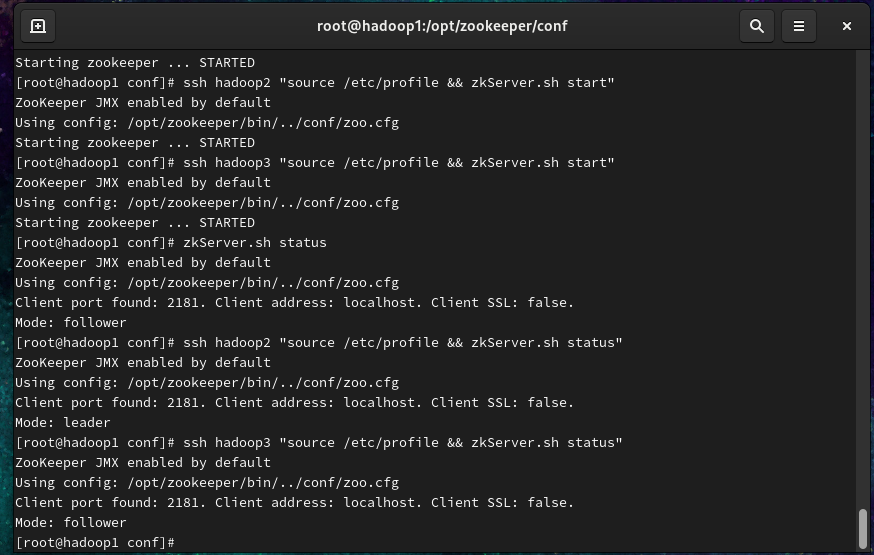 root@hadoop1:/opt/zookeeper/conf
Starting zookeeper ... STARTED
[root@hadoop1 conf]# ssh hadoop2 "source /etc/profile && zkServer.sh start"
ZooKeeper JMX enabled by default
Using config: /opt/zookeeper/bin/../conf/zoo.cfg
Starting zookeeper ... STARTED
[root@hadoop1 conf]# ssh hadoop3 "source /etc/profile && zkServer.sh start"
ZooKeeper JMX enabled by default
Using config: /opt/zookeeper/bin/../conf/zoo.cfg
Starting zookeeper ... STARTED
[root@hadoop1 conf]# zkServer.sh status
ZooKeeper JMX enabled by default
Using config: /opt/zookeeper/bin/../conf/zoo.cfg
Client port found: 2181. Client address: localhost. Client SSL: false.
Mode: follower
[root@hadoop1 conf]# ssh hadoop2 "source /etc/profile && zkServer.sh status"
ZooKeeper JMX enabled by default
Using config: /opt/zookeeper/bin/../conf/zoo.cfg
Client port found: 2181. Client address: localhost. Client SSL: false.
Mode: leader
[root@hadoop1 conf]# ssh hadoop3 "source /etc/profile && zkServer.sh status"
ZooKeeper JMX enabled by default
Using config: /opt/zookeeper/bin/../conf/zoo.cfg
Client port found: 2181. Client address: localhost. Client SSL: false.
Mode: follower
[root@hadoop1 conf]#